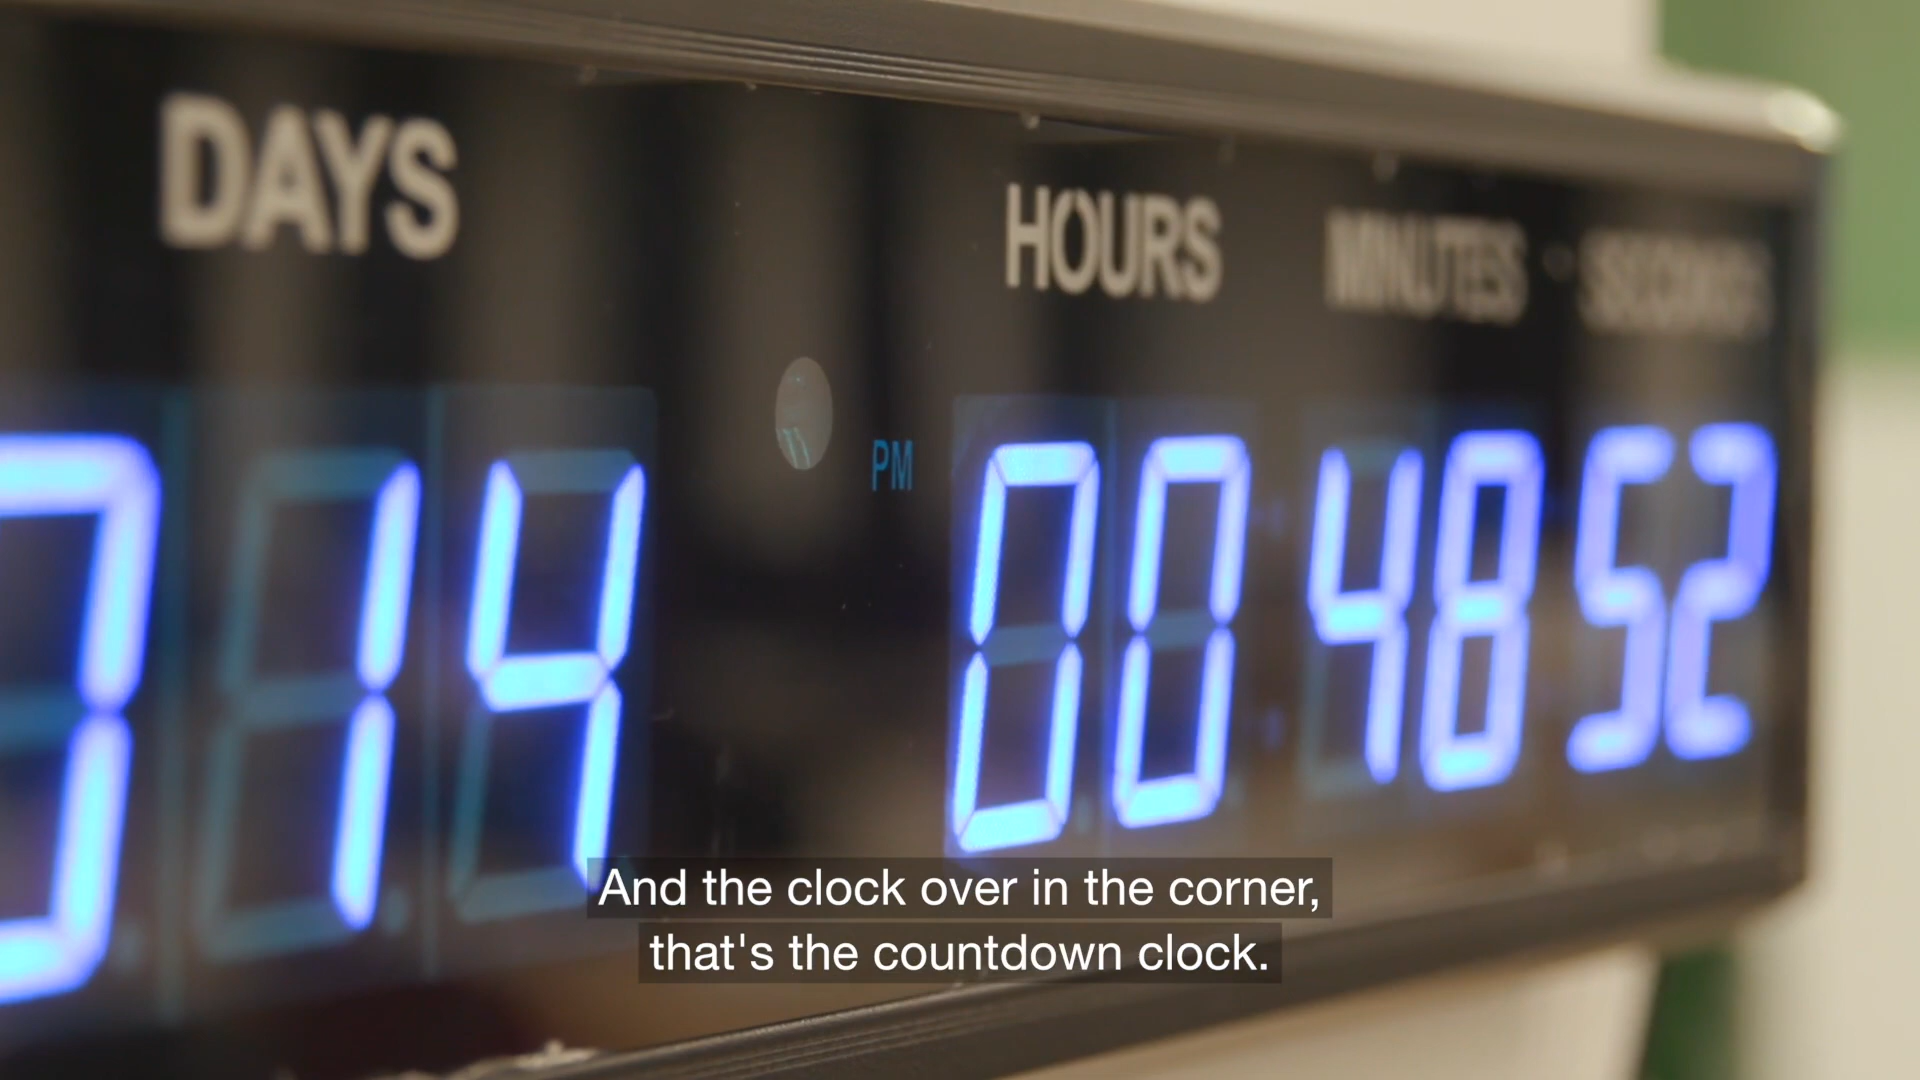 DAYS HOURS MINUTES SECONDS
PM
014 00 48 52
And the clock over in the corner,
that's the countdown clock.